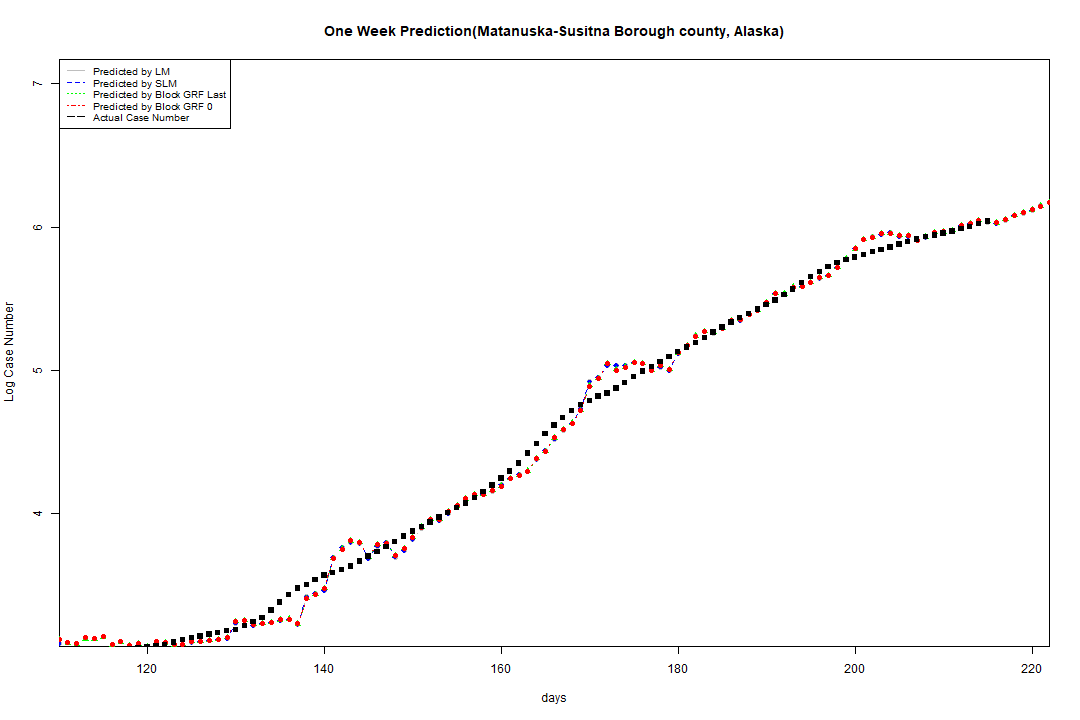 One Week Prediction(Matanuska-Susitna Borough county, Alaska)
Predicted by LM
Predicted by SLM
Predicted by Block GRF Last
Predicted by Block GRF 0
Actual Case Number
7
6
5
4
Log Case Number
120 140 160 180 200 220
days